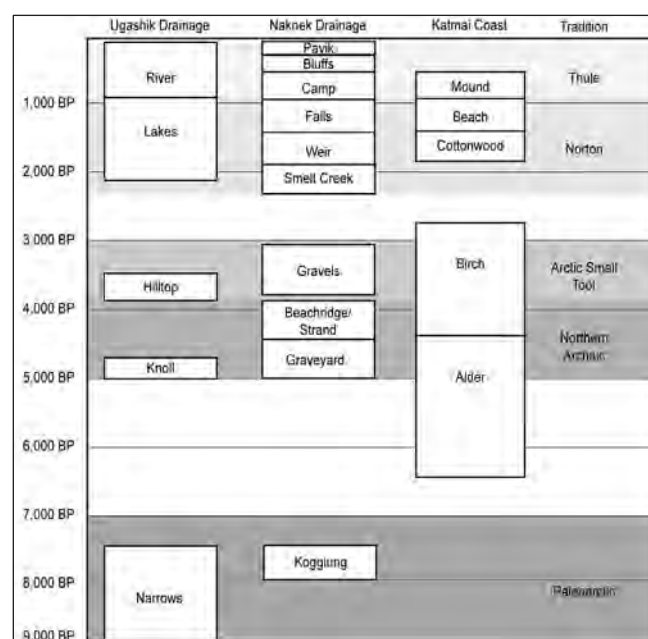 Ugashik Drainage Naknek Drainage Katmai Coast Tradition
Pavik
Bluffs
River Camp Mound Thule
1,000 BP
Lakes Falls Beach
Weir Cottonwood Norton
2,000 BP
Smelt Creek
3,000 BP
Gravels Birch Arctic Small
Tool
Hilltop
4,000 BP
Beachridge/
Strand
Northern
Archaic
Knoll Graveyard Alder
5,000 BP
6,000 BP
7,000 BP
Koggiung
8,000 BP
Narrows Paleoarctic
9,000 BP